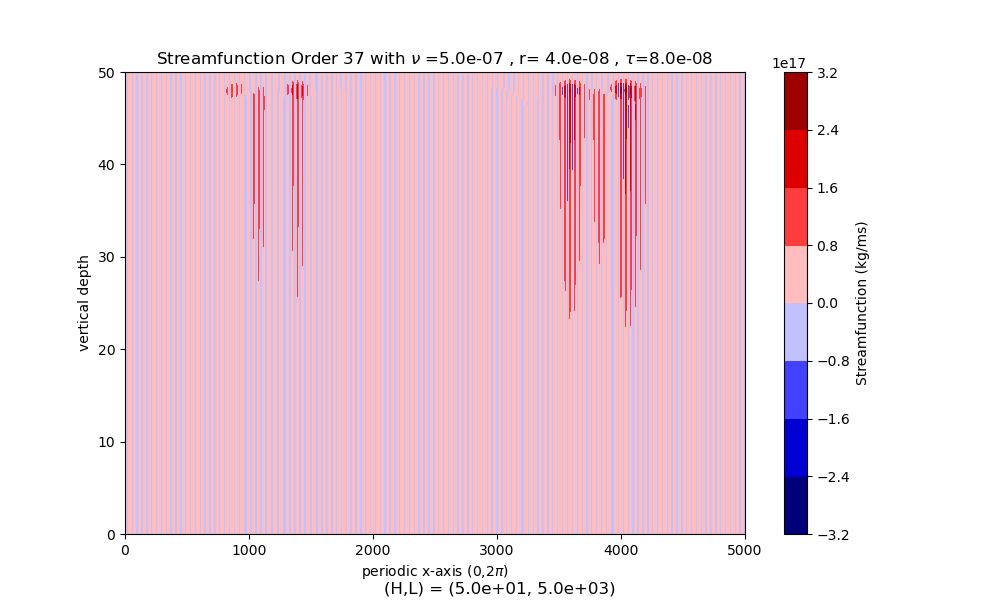 Streamfunction Order 37 with ν =5.0e-07 , r= 4.0e-08 , τ=8.0e-08
1e17
50
40
30
20
10
0
vertical depth
0 1000 2000 3000 4000 5000
periodic x-axis (0,2π)
(H,L) = (5.0e+01, 5.0e+03)
3.2
2.4
1.6
0.8
0.0
−0.8
−1.6
−2.4
−3.2
Streamfunction (kg/ms)